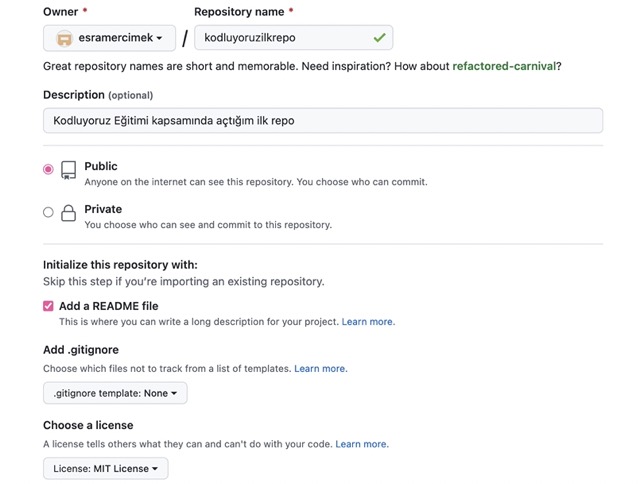 Owner * Repository name *
esramercimek / kodluyoruzilkrepo
Great repository names are short and memorable. Need inspiration? How about refactored-carnival?
Description (optional)
Kodluyoruz Eğitimi kapsamında açtığım ilk repo
Public
Anyone on the internet can see this repository. You choose who can commit.
Private
You choose who can see and commit to this repository.
Initialize this repository with:
Skip this step if you're importing an existing repository.
Add a README file
This is where you can write a long description for your project. Learn more.
Add .gitignore
Choose which files not to track from a list of templates. Learn more.
.gitignore template: None
Choose a license
A license tells others what they can and can't do with your code. Learn more.
License: MIT License